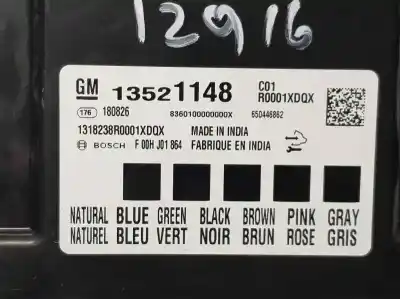 12916
GM 13521148 C01 R0001XDQX
176 180826 8360100000000X 650446862
1318238R0001XDQX MADE IN INDIA
BOSCH F 00H J01 864 FABRIQUE EN INDIA
NATURAL BLUE GREEN BLACK BROWN PINK GRAY
NATUREL BLEU VERT NOIR BRUN ROSE GRIS